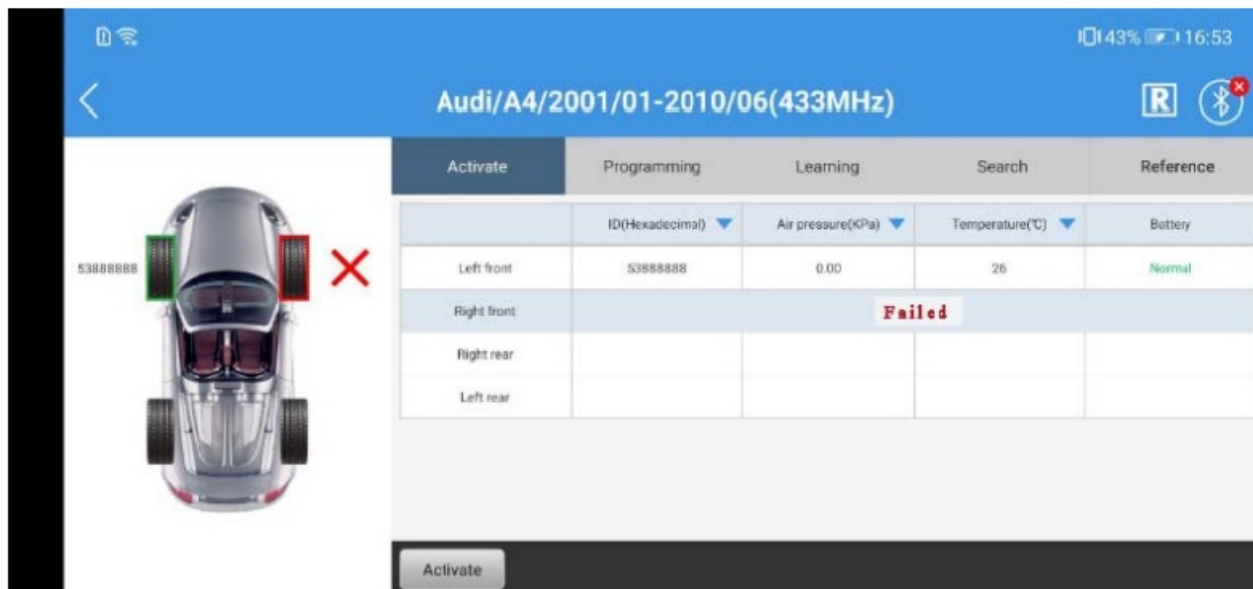 43% 16:53
Audi/A4/2001/01-2010/06(433MHz)
R
Activate Programming Learning Search Reference
ID(Hexadecimal) Air pressure(KPa) Temperature(℃) Battery
53888888
Left front 53888888 0.00 26 Normal
Right front Failed
Right rear
Left rear
Activate